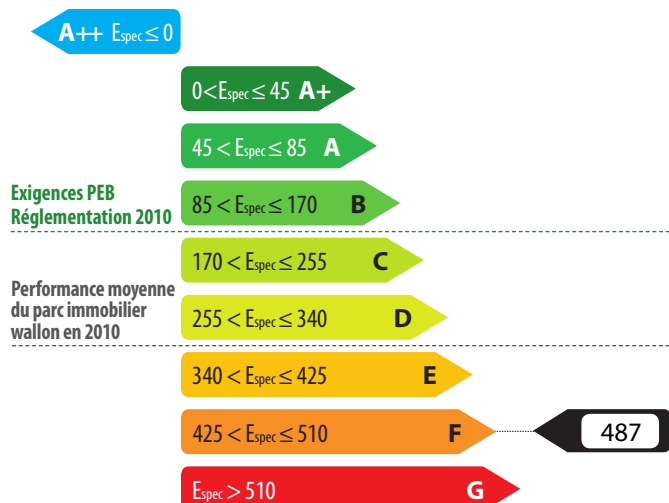 A++ Espec ≤ 0
0 < Espec ≤ 45 A+
45 < Espec ≤ 85 A
Exigences PEB
Réglementation 2010
85 < Espec ≤ 170 B
170 < Espec ≤ 255 C
Performance moyenne
du parc immobilier
wallon en 2010
255 < Espec ≤ 340 D
340 < Espec ≤ 425 E
425 < Espec ≤ 510 F 487
Espec > 510 G